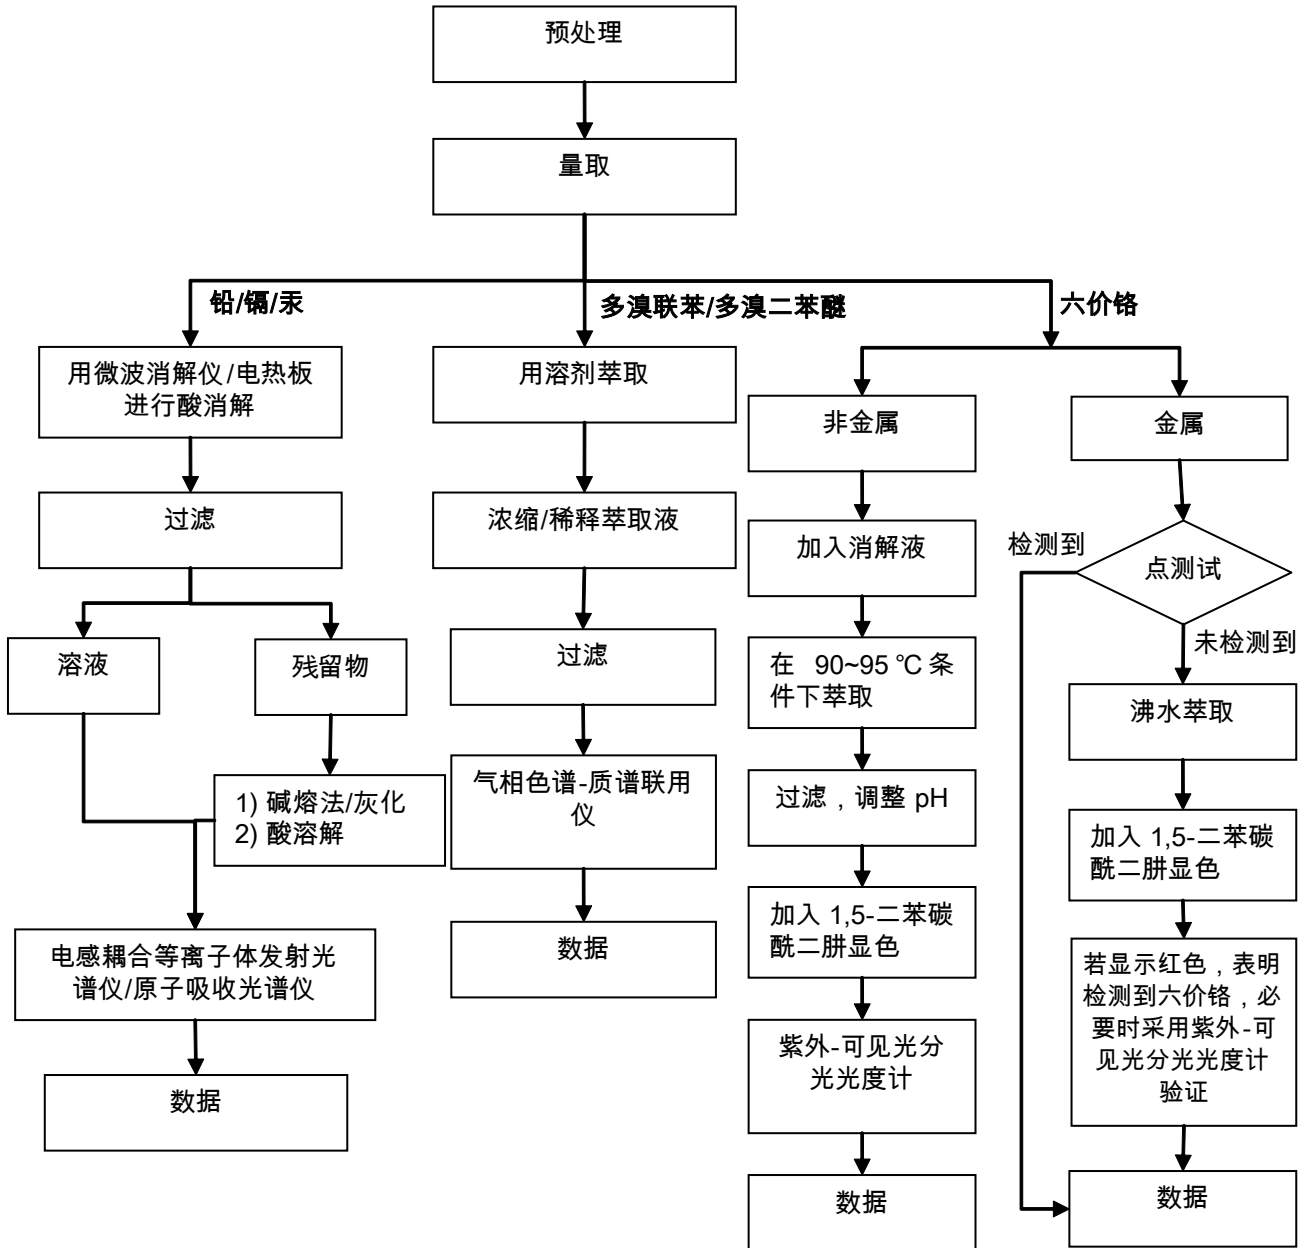 预处理
量取
铅/镉/汞
多溴联苯/多溴二苯醚
六价铬
用微波消解仪/电热板
进行酸消解
过滤
溶液
残留物
1) 碱熔法/灰化
2) 酸溶解
电感耦合等离子体发射光
谱仪/原子吸收光谱仪
数据
用溶剂萃取
浓缩/稀释萃取液
过滤
气相色谱-质谱联用
仪
数据
非金属
加入消解液
在 90~95 ℃ 条
件下萃取
过滤，调整 pH
加入 1,5-二苯碳
酰二肼显色
紫外-可见光分
光光度计
数据
金属
点测试
检测到
未检测到
沸水萃取
加入 1,5-二苯碳
酰二肼显色
若显示红色，表明
检测到六价铬，必
要时采用紫外-可
见光分光光度计
验证
数据